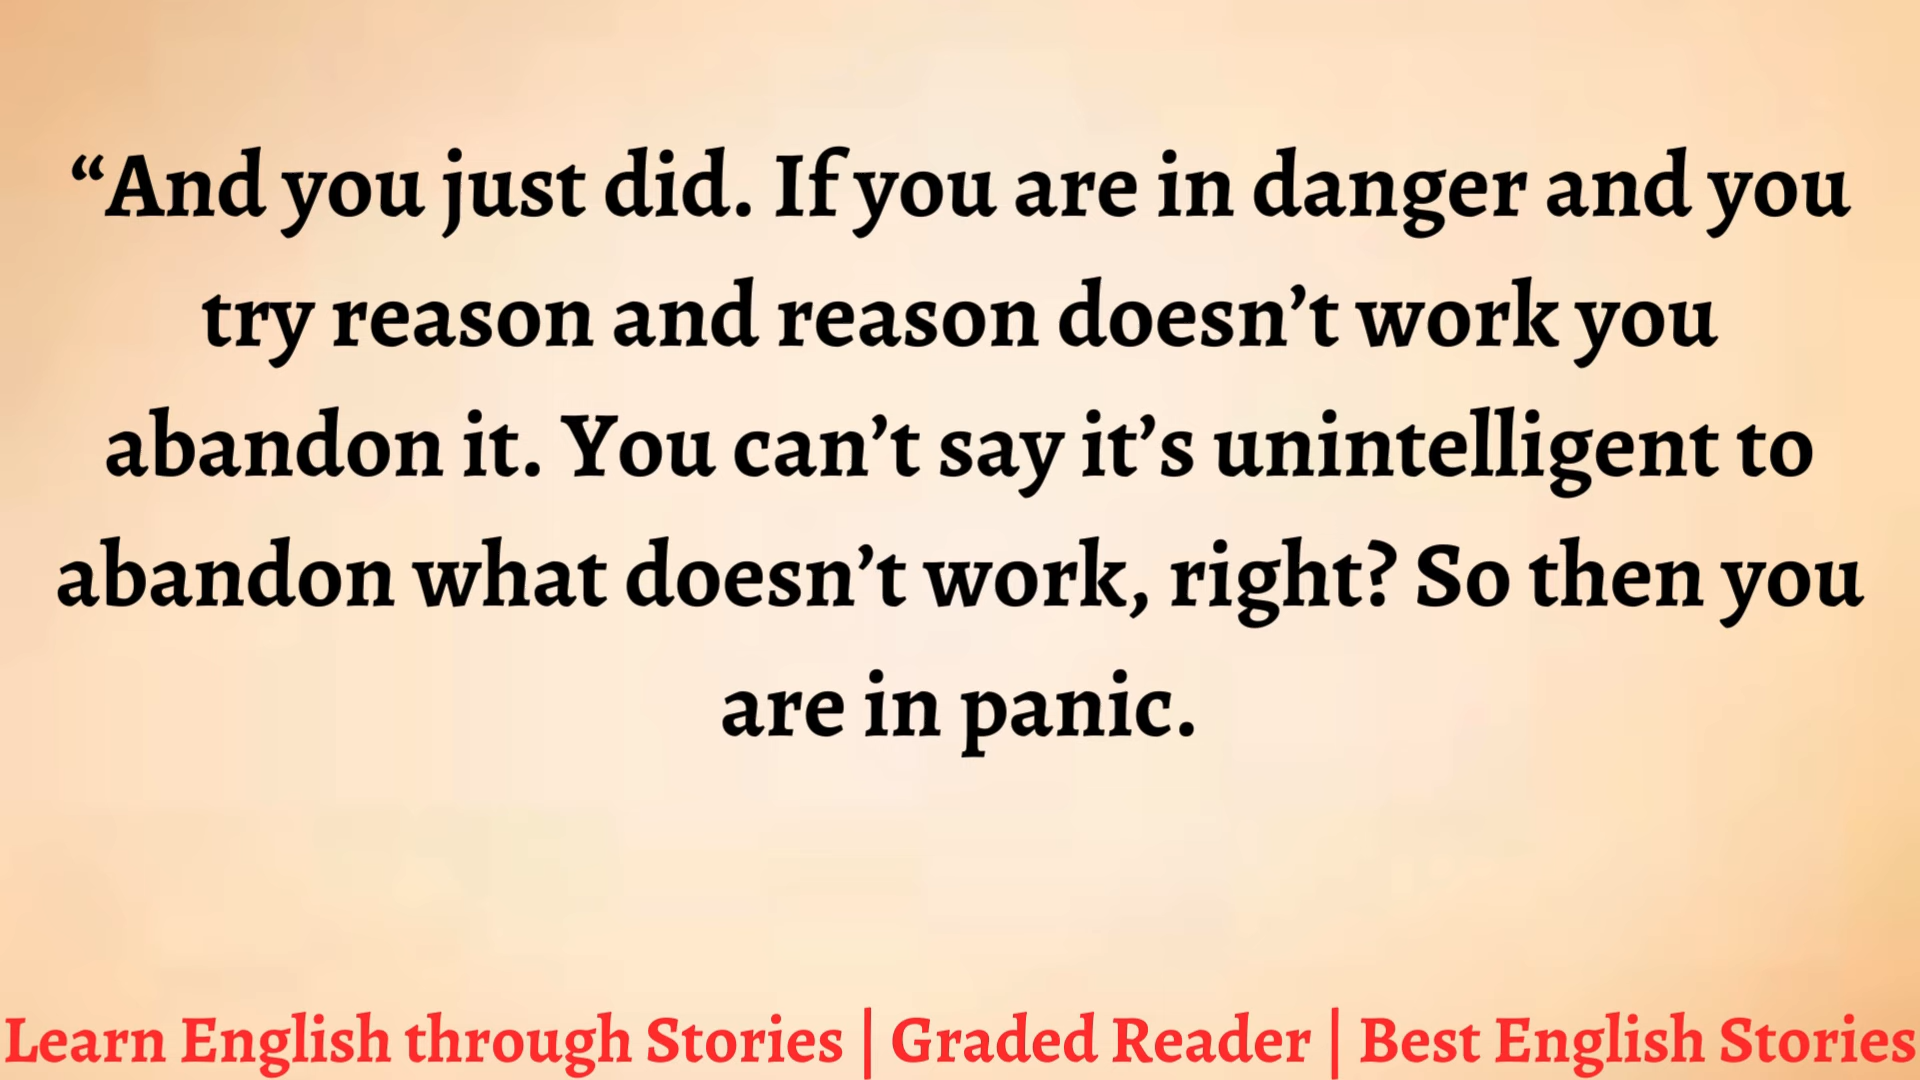 “And you just did. If you are in danger and you
try reason and reason doesn’t work you
abandon it. You can’t say it’s unintelligent to
abandon what doesn’t work, right? So then you
are in panic.
Learn English through Stories | Graded Reader | Best English Stories